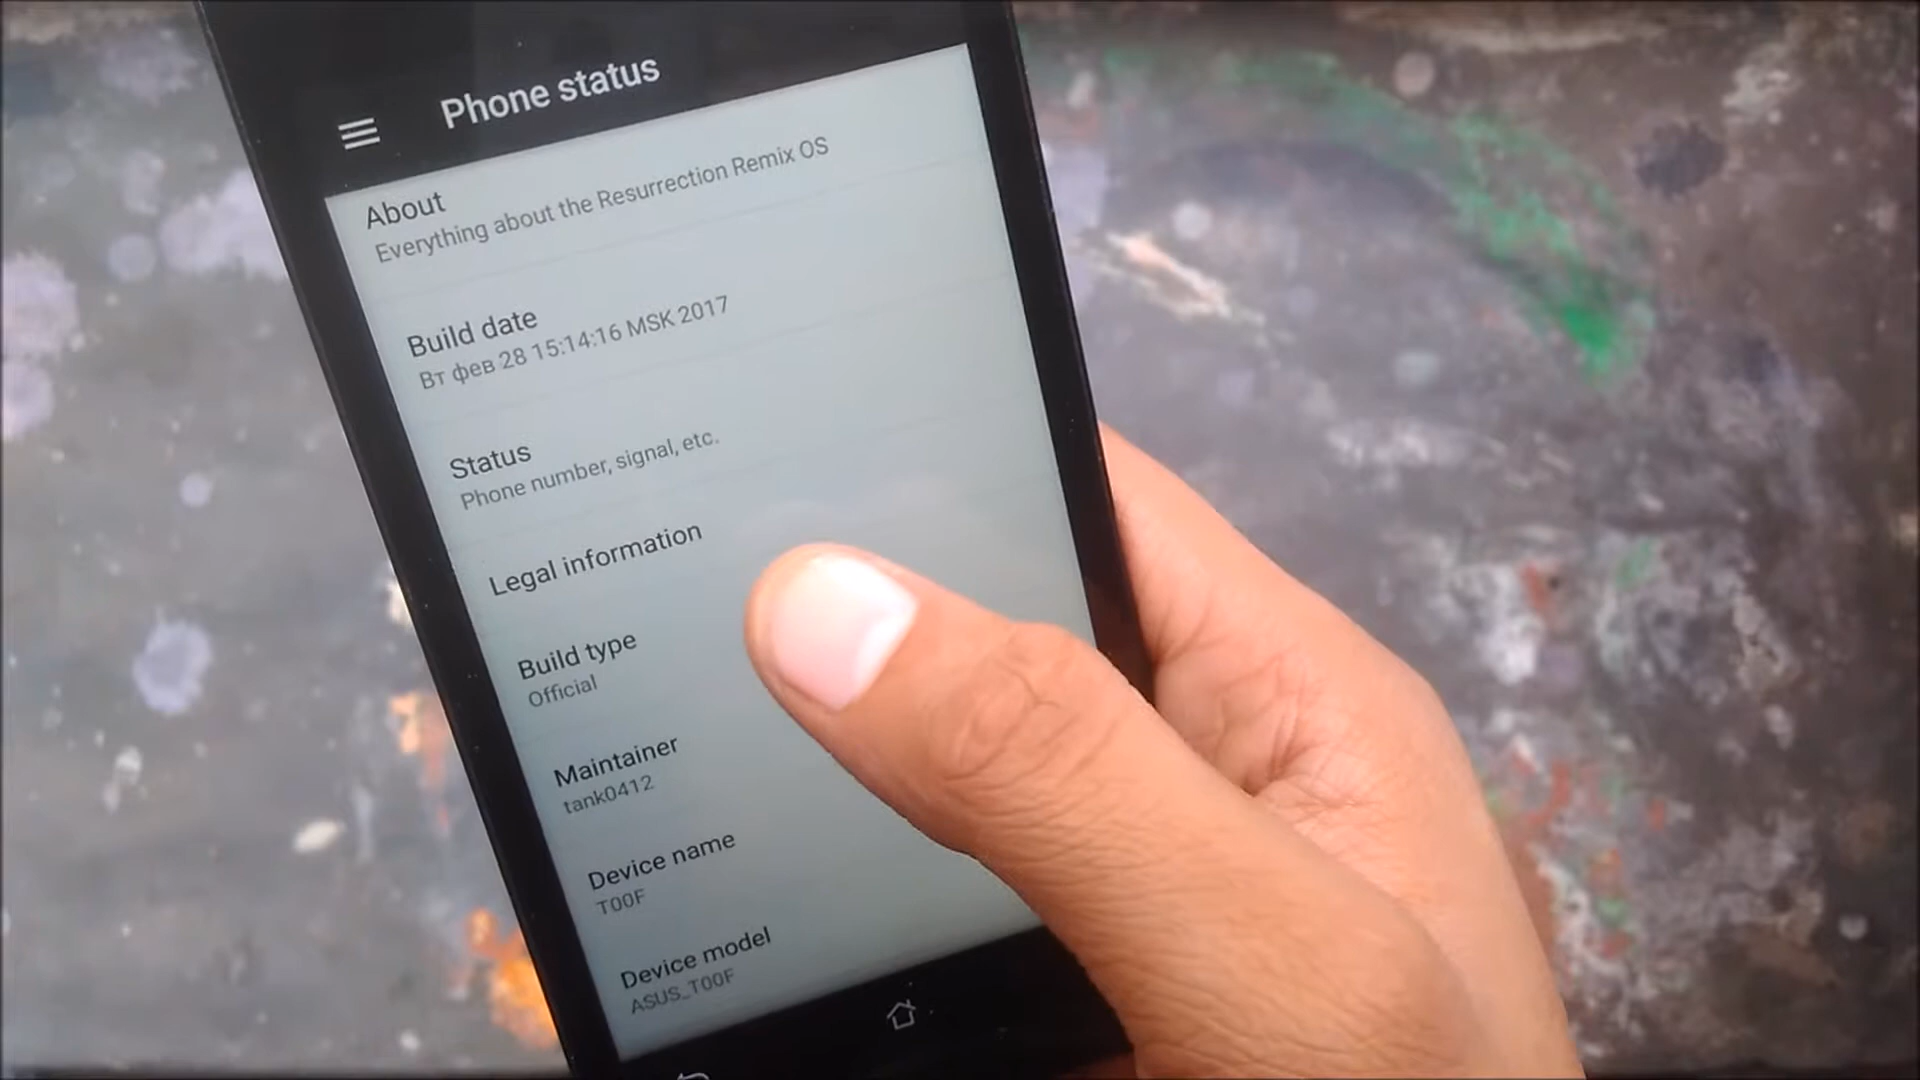 Phone status
About
Everything about the Resurrection Remix OS
Build date
Вт фев 28 15:14:16 MSK 2017
Status
Phone number, signal, etc.
Legal information
Build type
Official
Maintainer
tank0412
Device name
T00F
Device model
ASUS_T00F